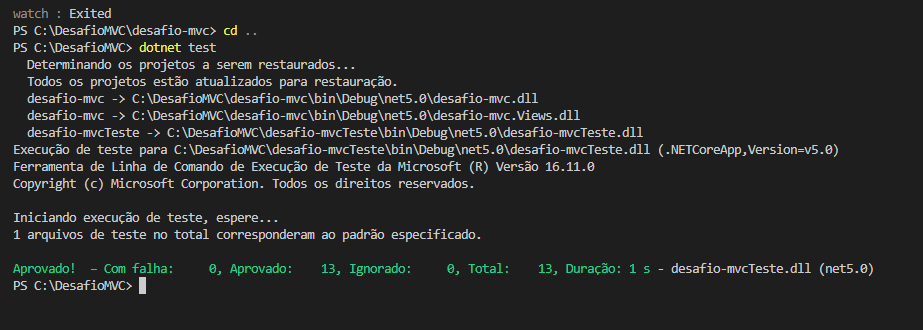 watch : Exited
PS C:\DesafioMVC\desafio-mvc> cd ..
PS C:\DesafioMVC> dotnet test
  Determinando os projetos a serem restaurados...
  Todos os projetos estão atualizados para restauração.
  desafio-mvc -> C:\DesafioMVC\desafio-mvc\bin\Debug\net5.0\desafio-mvc.dll
  desafio-mvc -> C:\DesafioMVC\desafio-mvc\bin\Debug\net5.0\desafio-mvc.Views.dll
  desafio-mvcTeste -> C:\DesafioMVC\desafio-mvcTeste\bin\Debug\net5.0\desafio-mvcTeste.dll
Execução de teste para C:\DesafioMVC\desafio-mvcTeste\bin\Debug\net5.0\desafio-mvcTeste.dll (.NETCoreApp,Version=v5.0)
Ferramenta de Linha de Comando de Execução de Teste da Microsoft (R) Versão 16.11.0
Copyright (c) Microsoft Corporation. Todos os direitos reservados.

Iniciando execução de teste, espere...
1 arquivos de teste no total corresponderam ao padrão especificado.

Aprovado!  – Com falha:     0, Aprovado:    13, Ignorado:     0, Total:    13, Duração: 1 s - desafio-mvcTeste.dll (net5.0)
PS C:\DesafioMVC>